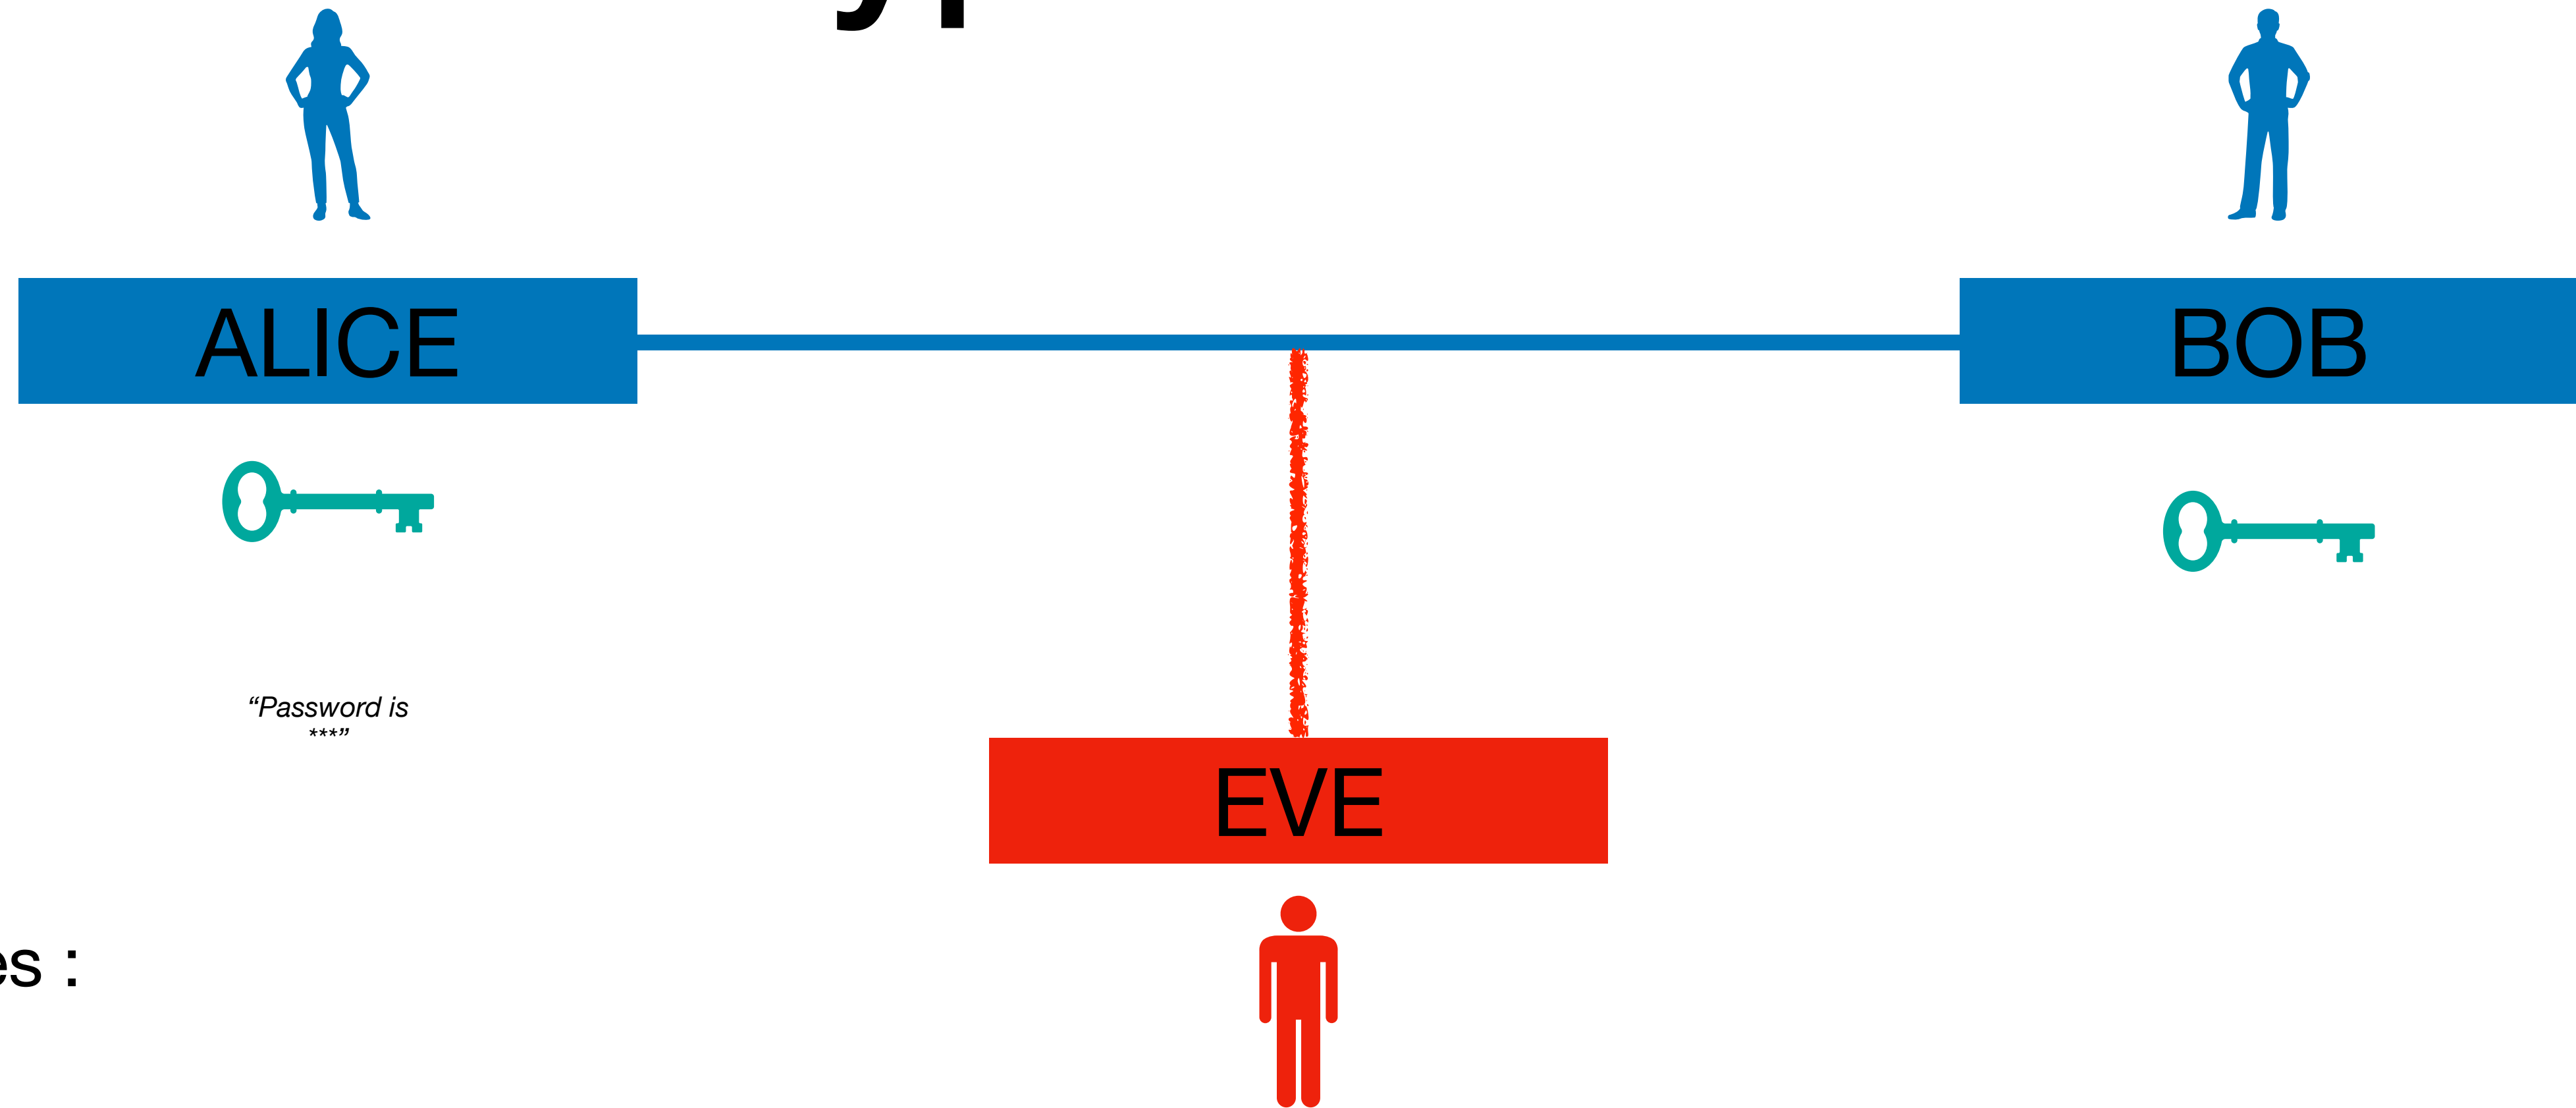 ALICE
BOB
“Password is
***”
EVE
es :